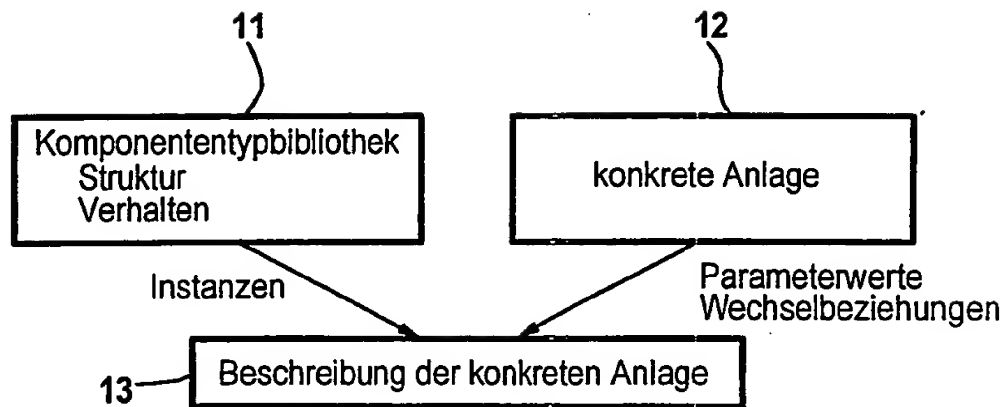 11
12
Komponententypbibliothek
Struktur
Verhalten
konkrete Anlage
Instanzen
Parameterwerte
Wechselbeziehungen
13
Beschreibung der konkreten Anlage